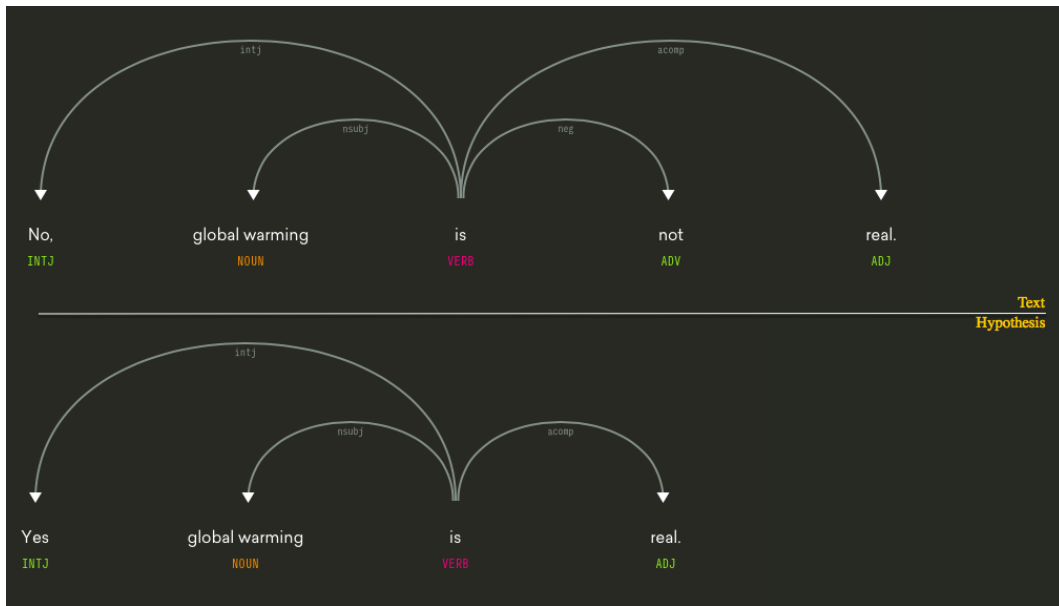 intj acomp
nsubj neg
No, global warming is not real.
INTJ NOUN VERB ADV ADJ
Text
Hypothesis
intj
nsubj acomp
Yes global warming is real.
INTJ NOUN VERB ADJ